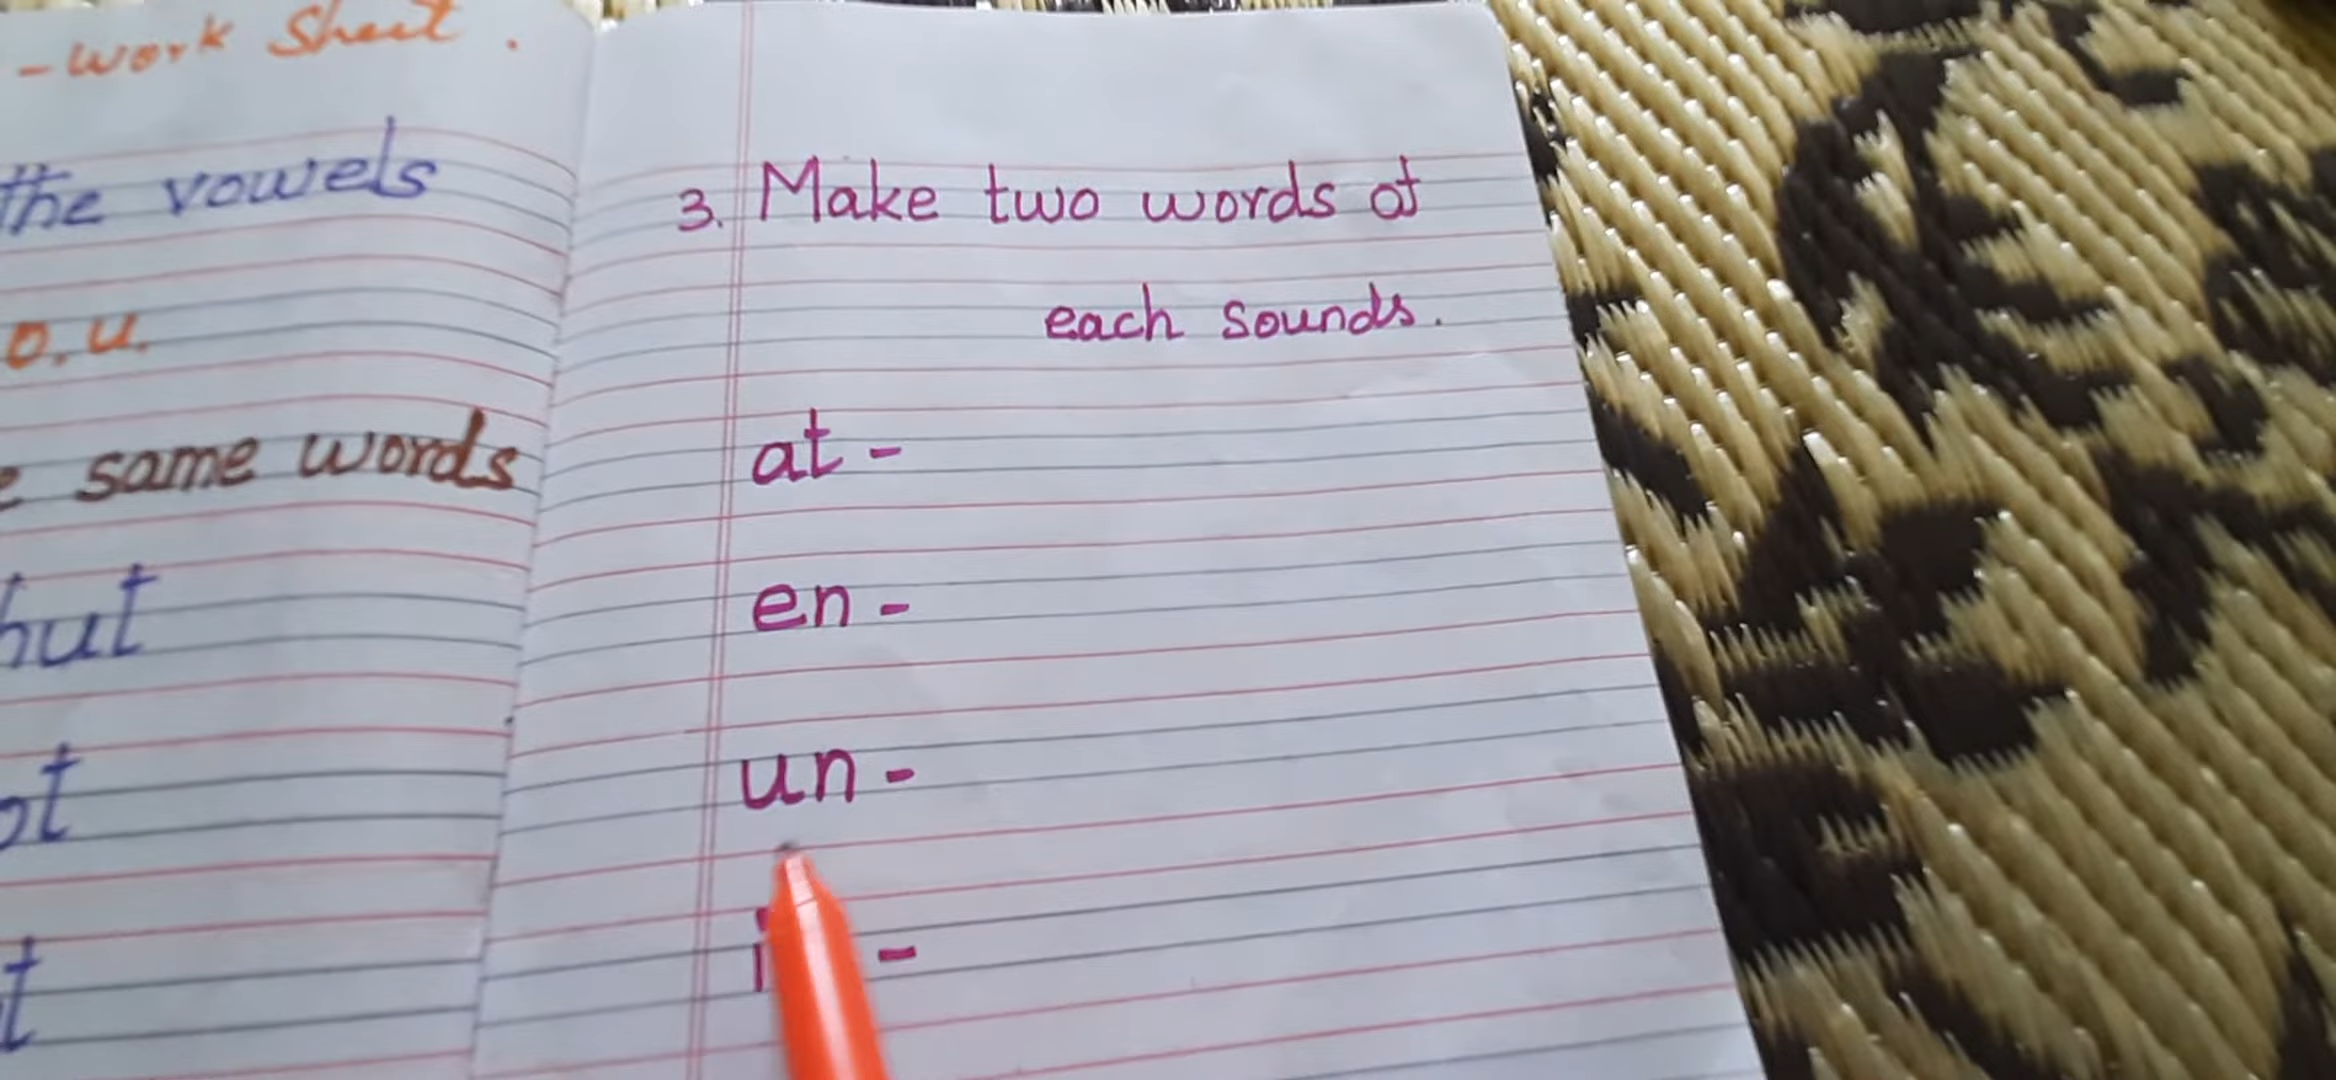 - work Sheet .
the vowels
o. u.
same words
hut
3. Make two words of
each sounds.
at -
en -
un -